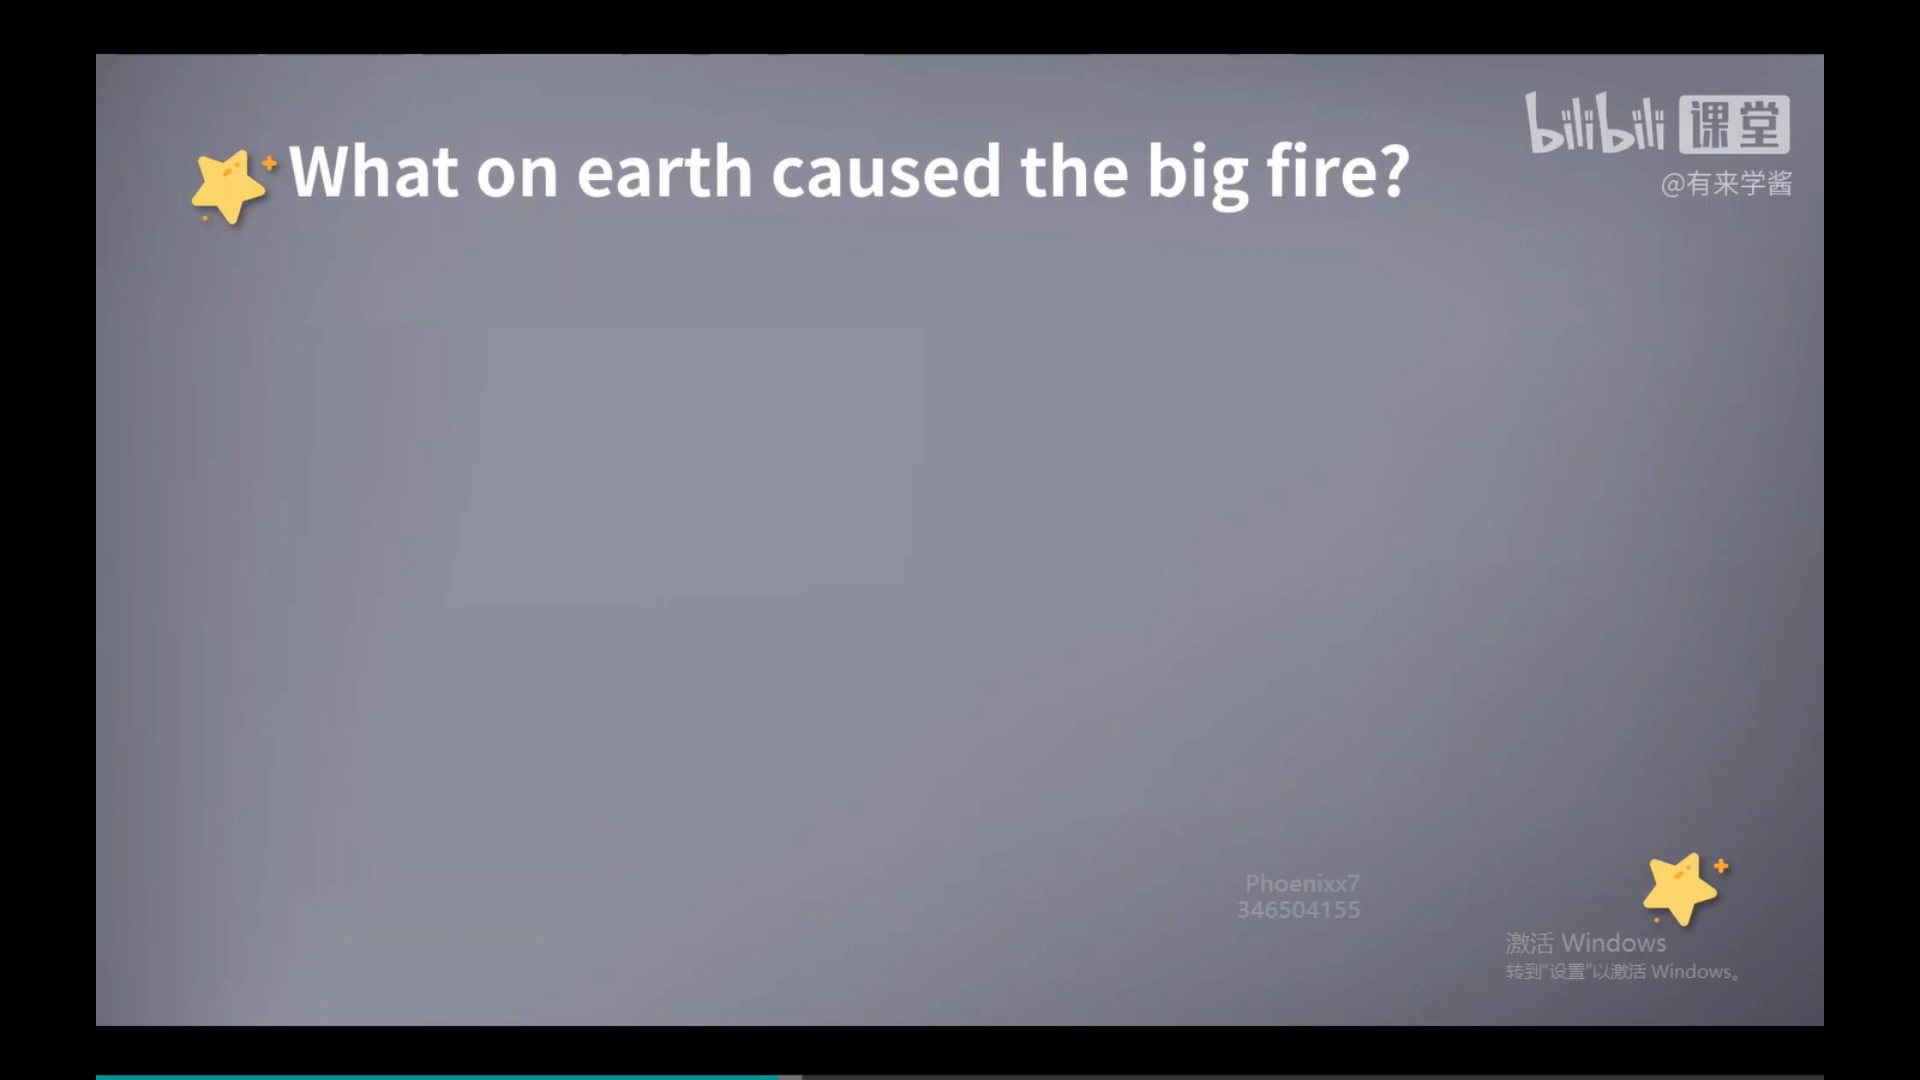 What on earth caused the big fire?
bilibili 课堂
@有来学酱
Phoenixx7
346504155
激活 Windows
转到“设置”以激活 Windows。